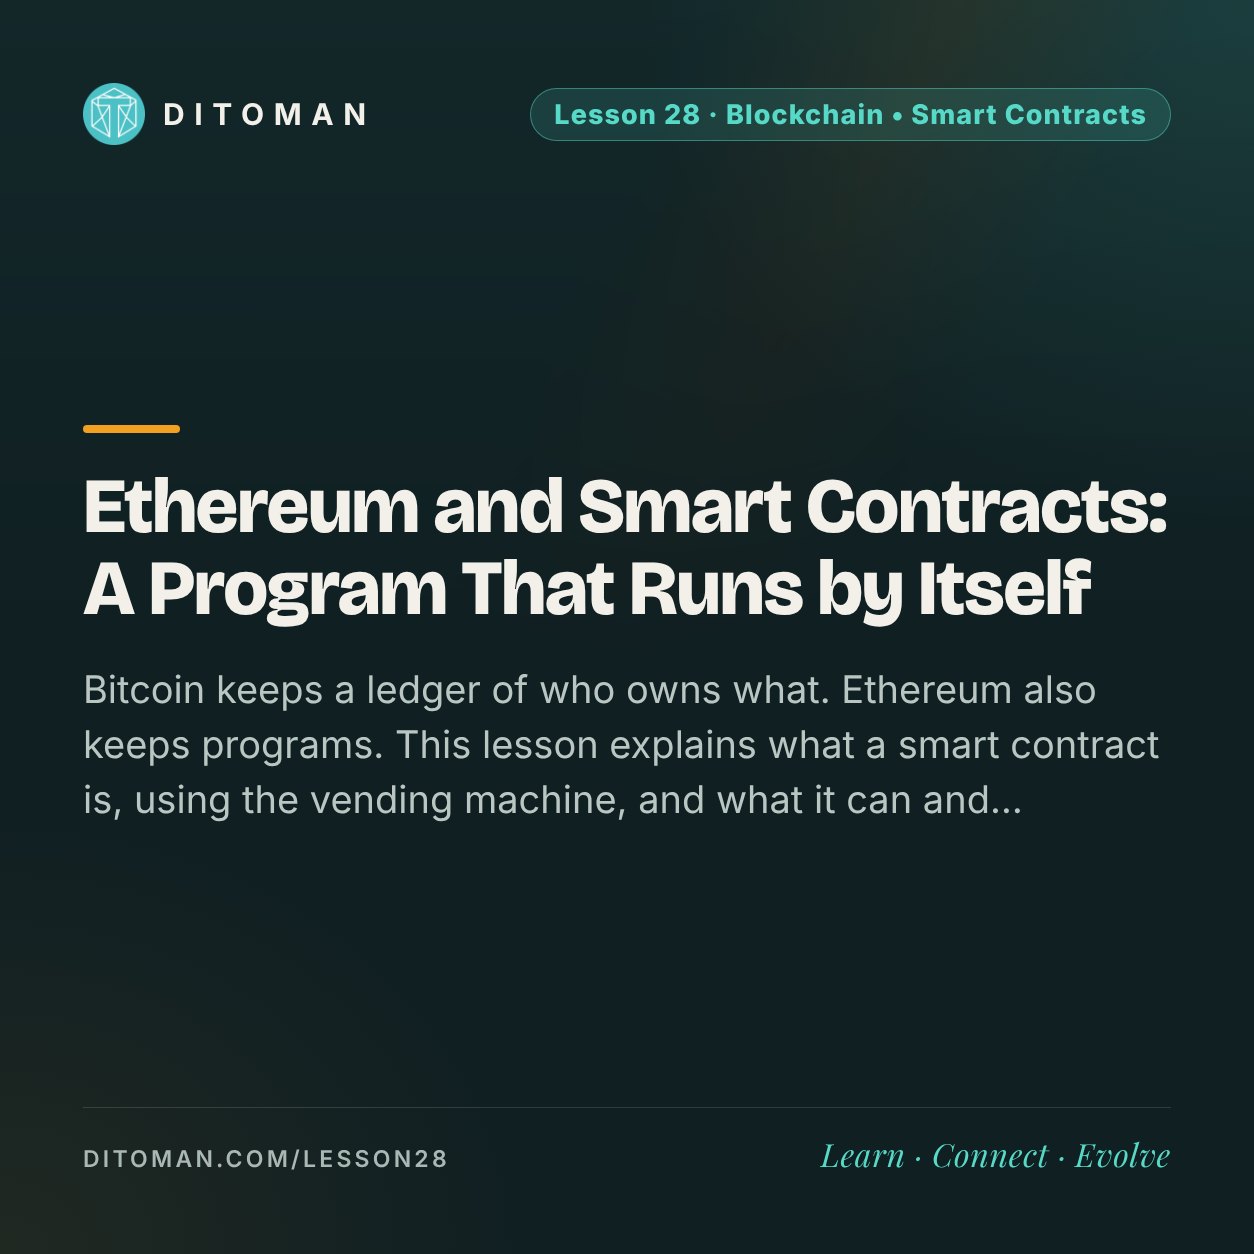 DITOMAN
Lesson 28 · Blockchain • Smart Contracts
Ethereum and Smart Contracts:
A Program That Runs by Itself
Bitcoin keeps a ledger of who owns what. Ethereum also
keeps programs. This lesson explains what a smart contract
is, using the vending machine, and what it can and...
DITOMAN.COM/LESSON28
Learn · Connect · Evolve